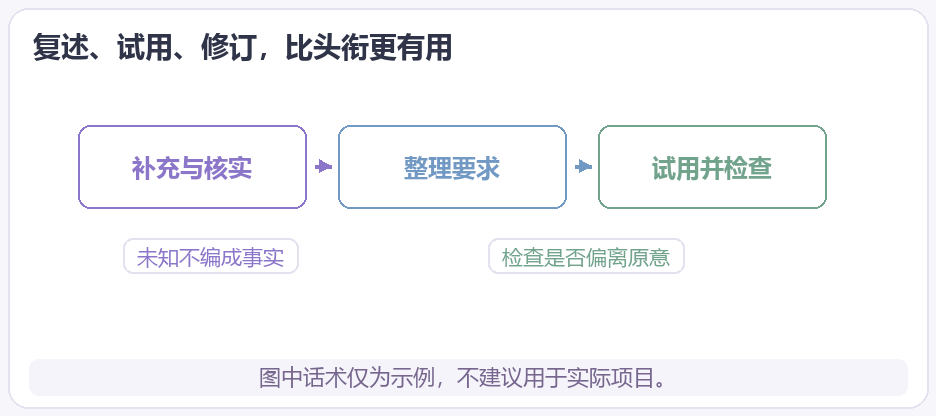 复述、试用、修订，比头衔更有用
补充与核实
整理要求
试用并检查
未知不编成事实
检查是否偏离原意
图中话术仅为示例，不建议用于实际项目。